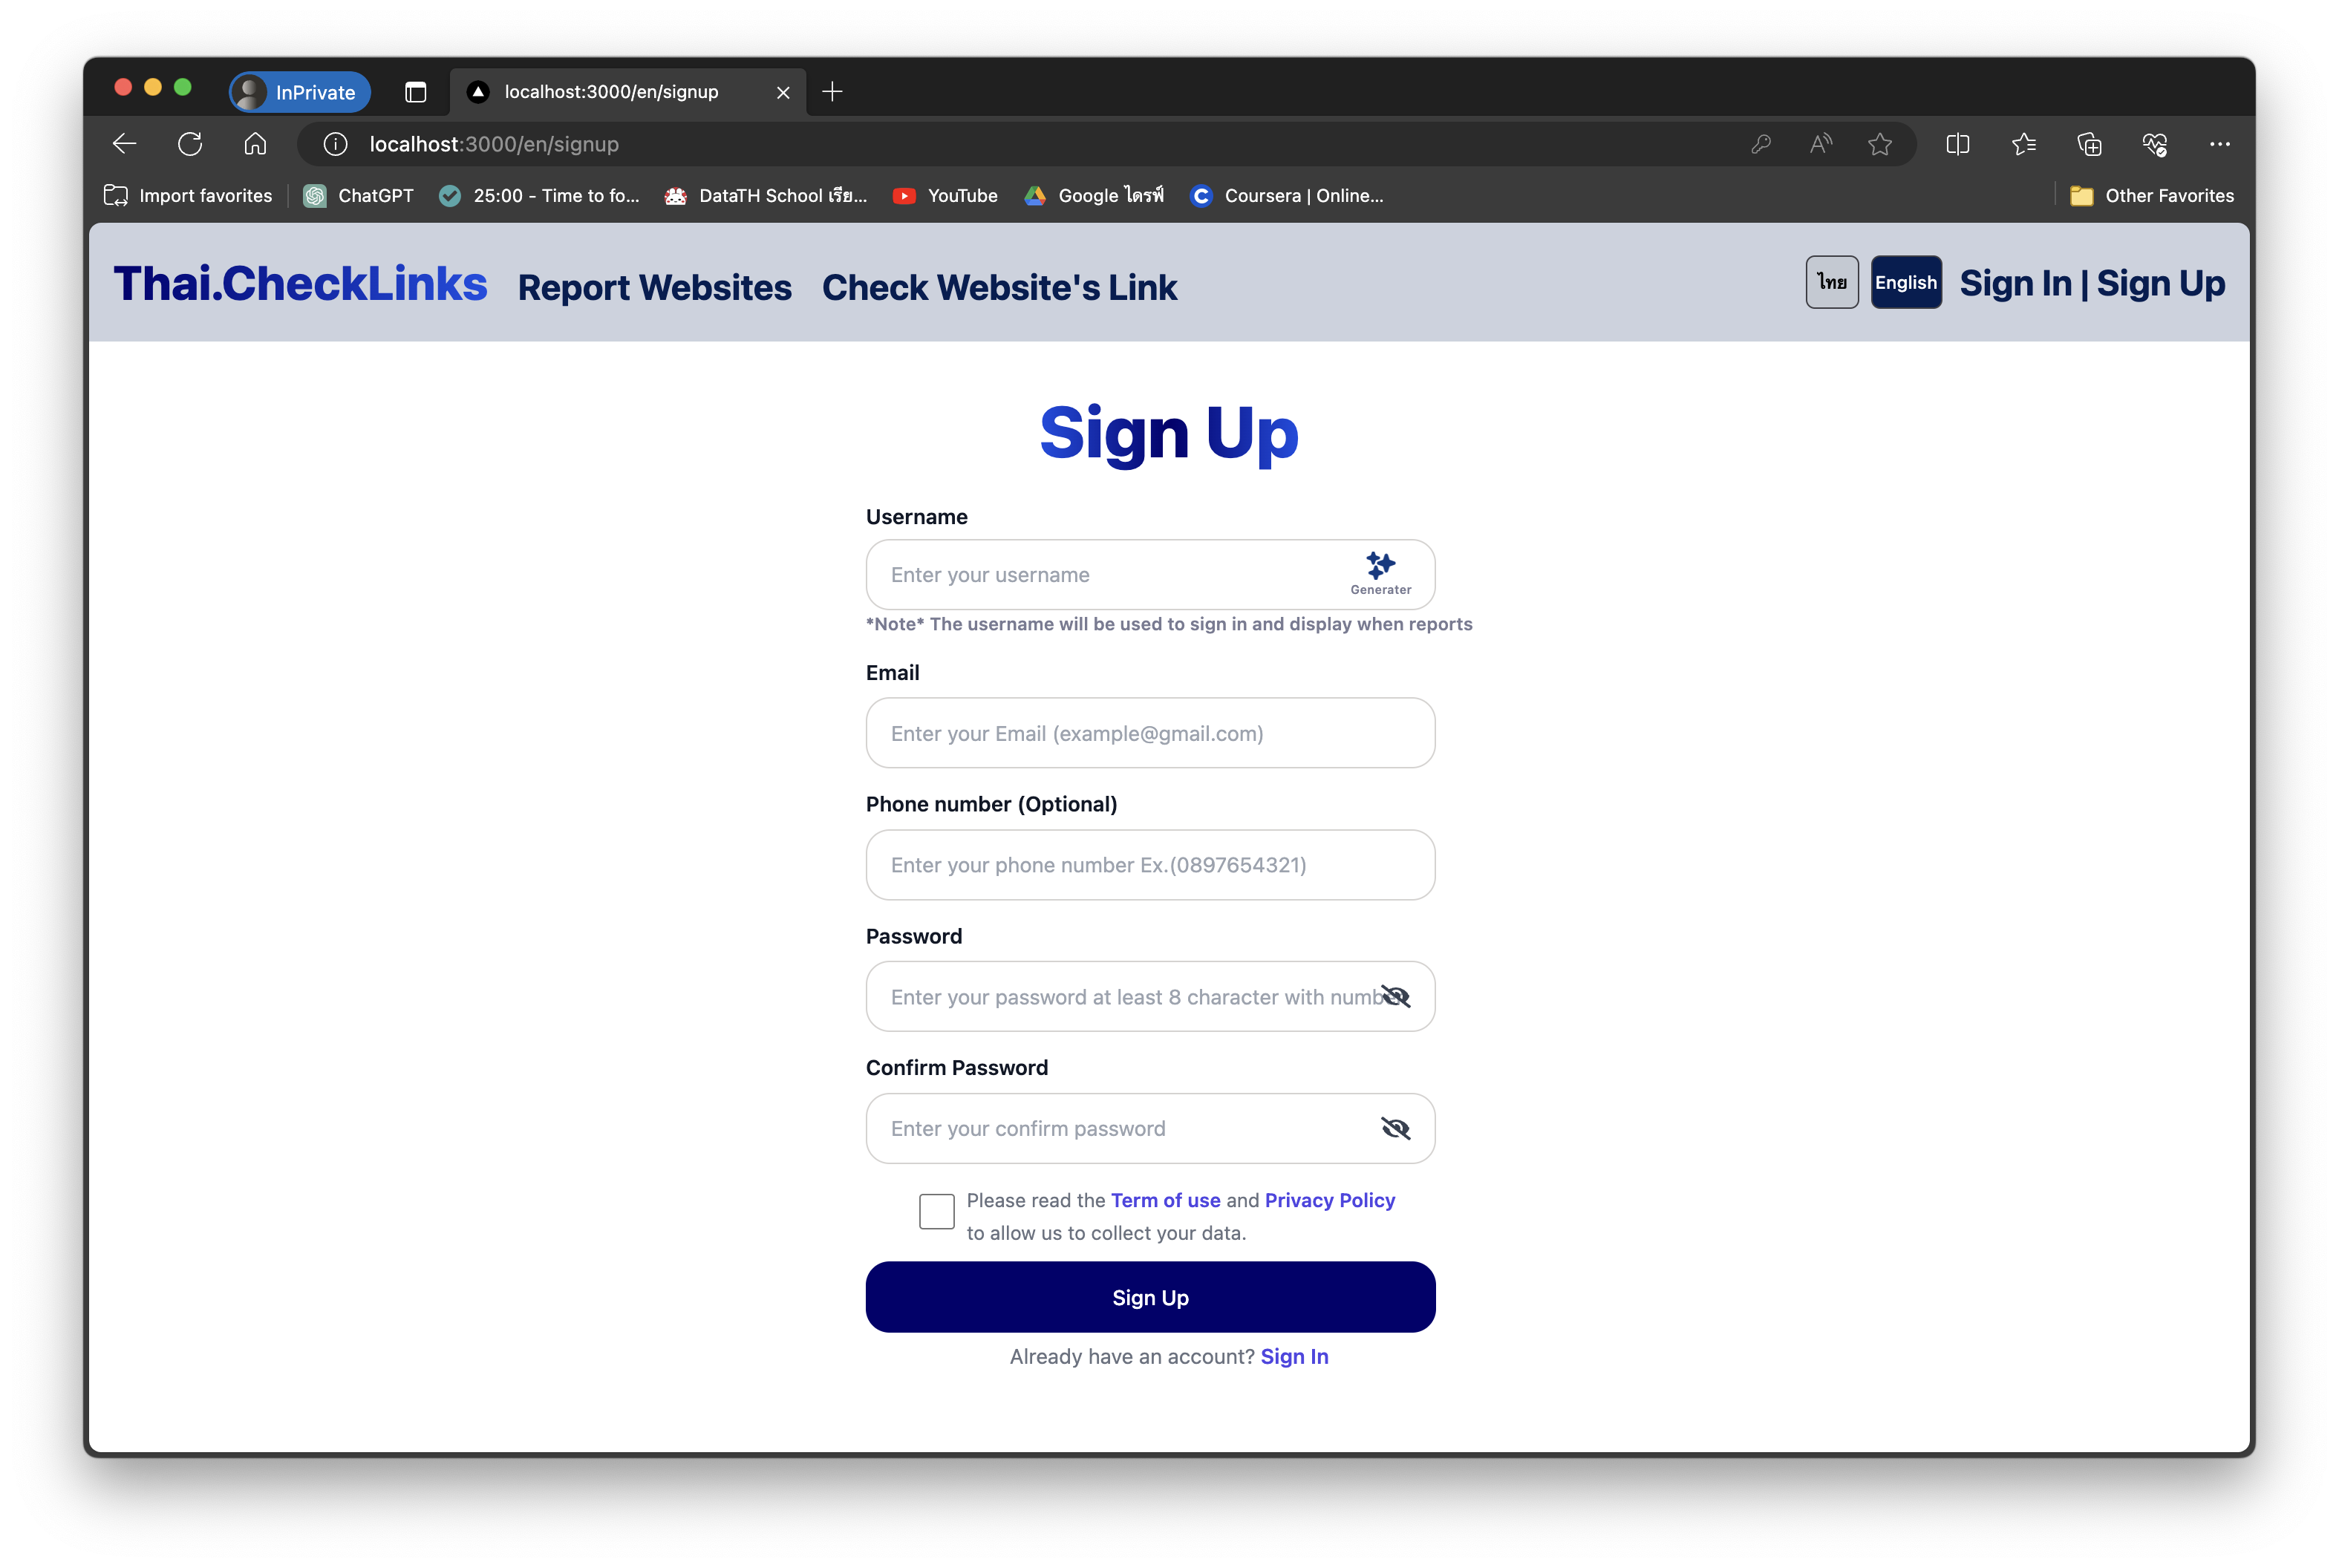 InPrivate
localhost:3000/en/signup
localhost:3000/en/signup
Import favorites
ChatGPT
25:00 - Time to fo...
DataTH School เรีย...
YouTube
Google ไดรฟ์
Coursera | Online...
Other Favorites
Thai.CheckLinks
Report Websites
Check Website's Link
ไทย
English
Sign In | Sign Up
Sign Up
Username
Enter your username
Generater
*Note* The username will be used to sign in and display when reports
Email
Enter your Email (example@gmail.com)
Phone number (Optional)
Enter your phone number Ex.(0897654321)
Password
Enter your password at least 8 character with numb
Confirm Password
Enter your confirm password
Please read the Term of use and Privacy Policy
to allow us to collect your data.
Sign Up
Already have an account? Sign In